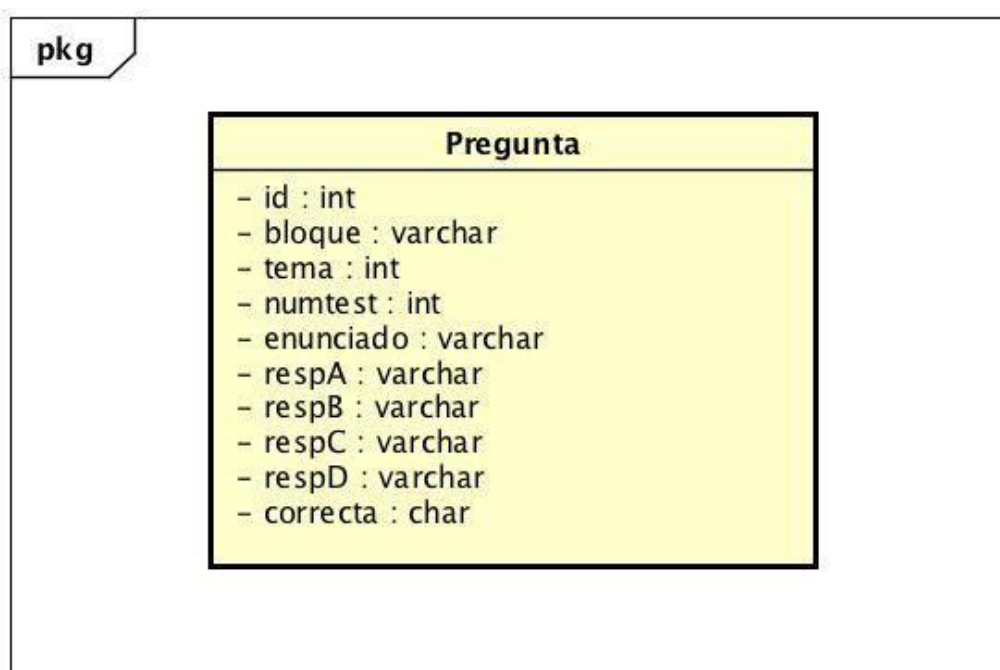 pkg
Pregunta
- id : int
- bloque : varchar
- tema : int
- numtest : int
- enunciado : varchar
- respA : varchar
- respB : varchar
- respC : varchar
- respD : varchar
- correcta : char